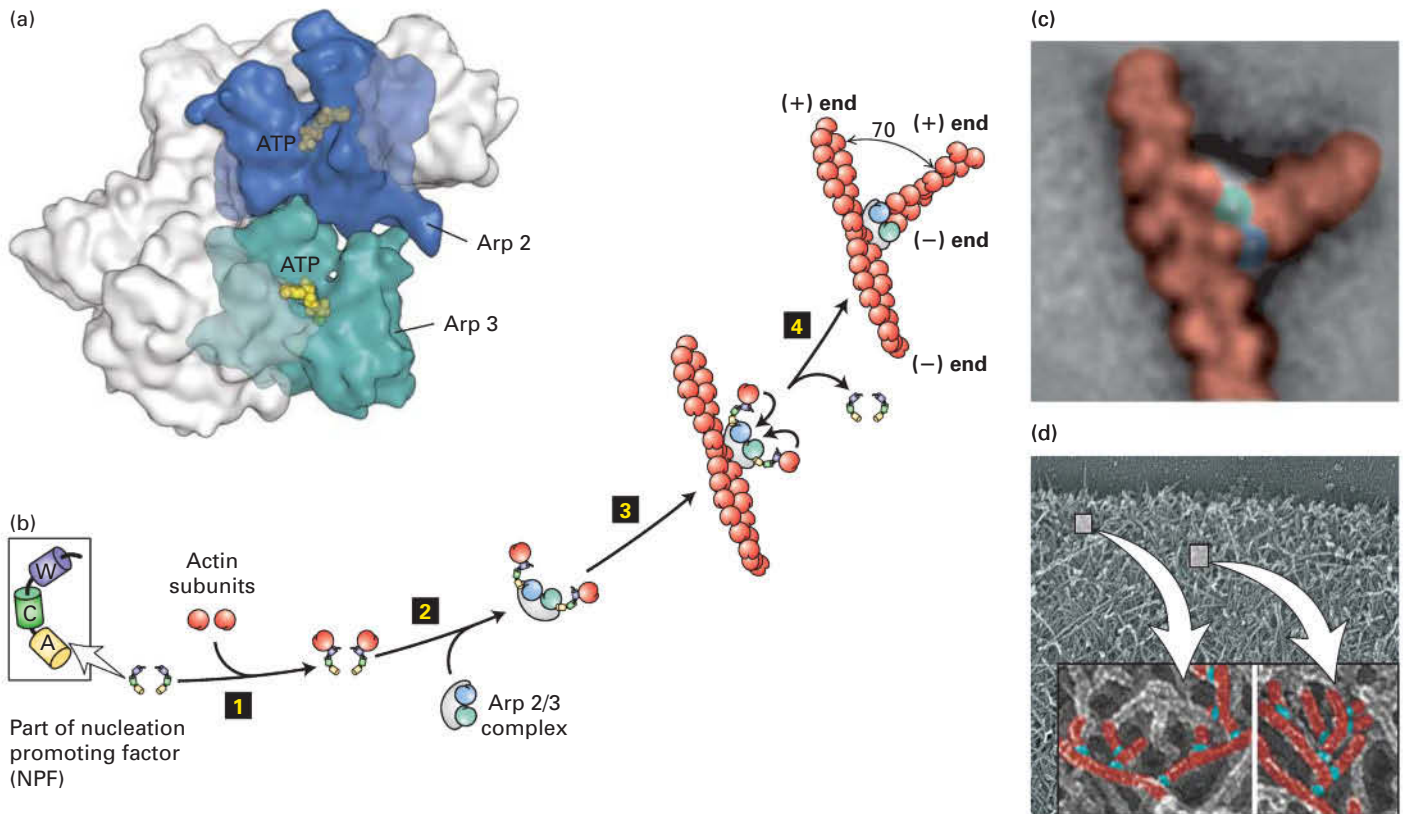 (a)
ATP
Arp 2
ATP
Arp 3
(b)
W
C
A
Part of nucleation
promoting factor
(NPF)
Actin
subunits
1
2
Arp 2/3
complex
3
4
(+) end
70
(+) end
(−) end
(−) end
(c)
(d)